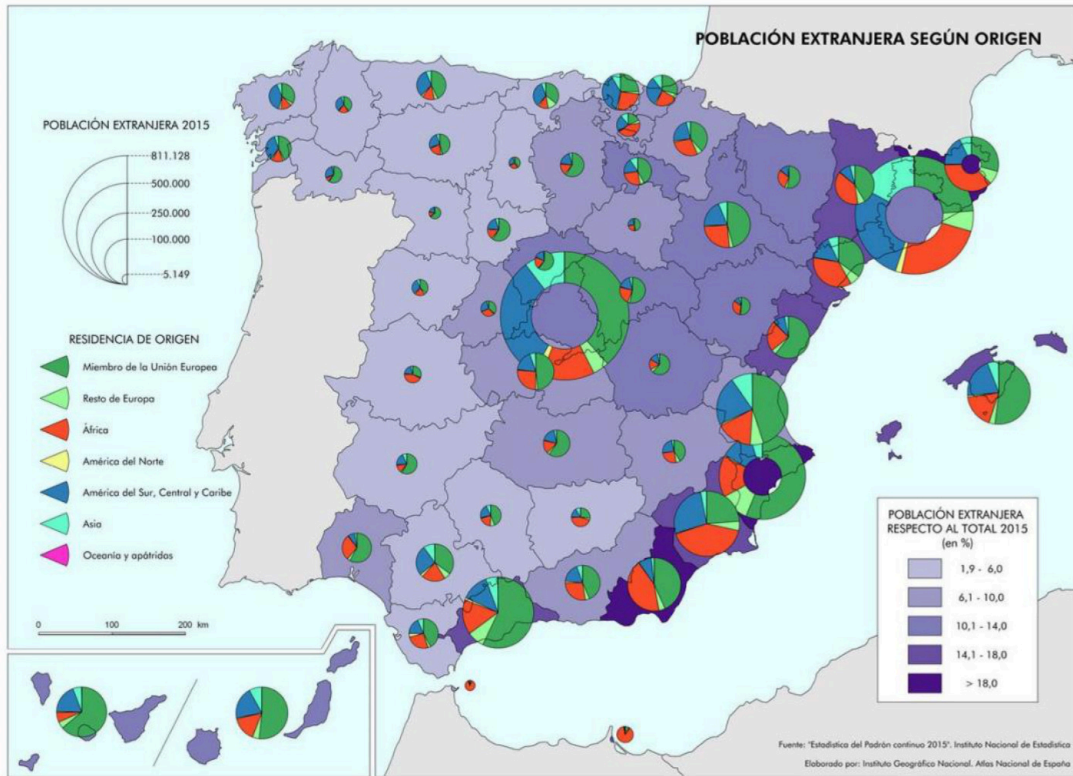 POBLACIÓN EXTRANJERA SEGÚN ORIGEN
POBLACIÓN EXTRANJERA 2015
811.128
500.000
250.000
100.000
5.149
RESIDENCIA DE ORIGEN
Miembro de la Unión Europea
Resto de Europa
África
América del Norte
América del Sur, Central y Caribe
Asia
Oceanía y apátridas
0 100 200 km
POBLACIÓN EXTRANJERA
RESPECTO AL TOTAL 2015
(en %)
1,9 - 6,0
6,1 - 10,0
10,1 - 14,0
14,1 - 18,0
> 18,0
Fuente: "Estadística del Padrón continuo 2015". Instituto Nacional de Estadística
Elaborado por: Instituto Geográfico Nacional. Atlas Nacional de España